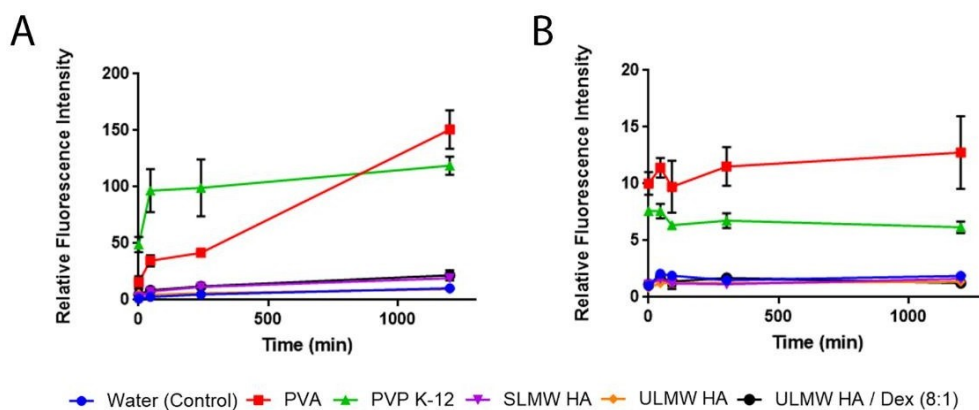 A
Relative Fluorescence Intensity
200
150
100
50
0
0 500 1000
Time (min)
B
Relative Fluorescence Intensity
20
15
10
5
0
0 500 1000
Time (min)
Water (Control) PVA PVP K-12 SLMW HA ULMW HA ULMW HA / Dex (8:1)